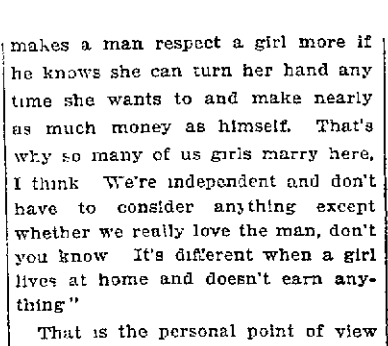 makes a man respect a girl more if
he knows she can turn her hand any
time she wants to and make nearly
as much money as himself. That's
why so many of us girls marry here,
I think We're independent and don't
have to consider anything except
whether we really love the man, don't
you know It's different when a girl
lives at home and doesn't earn any-
thing"
That is the personal point of view